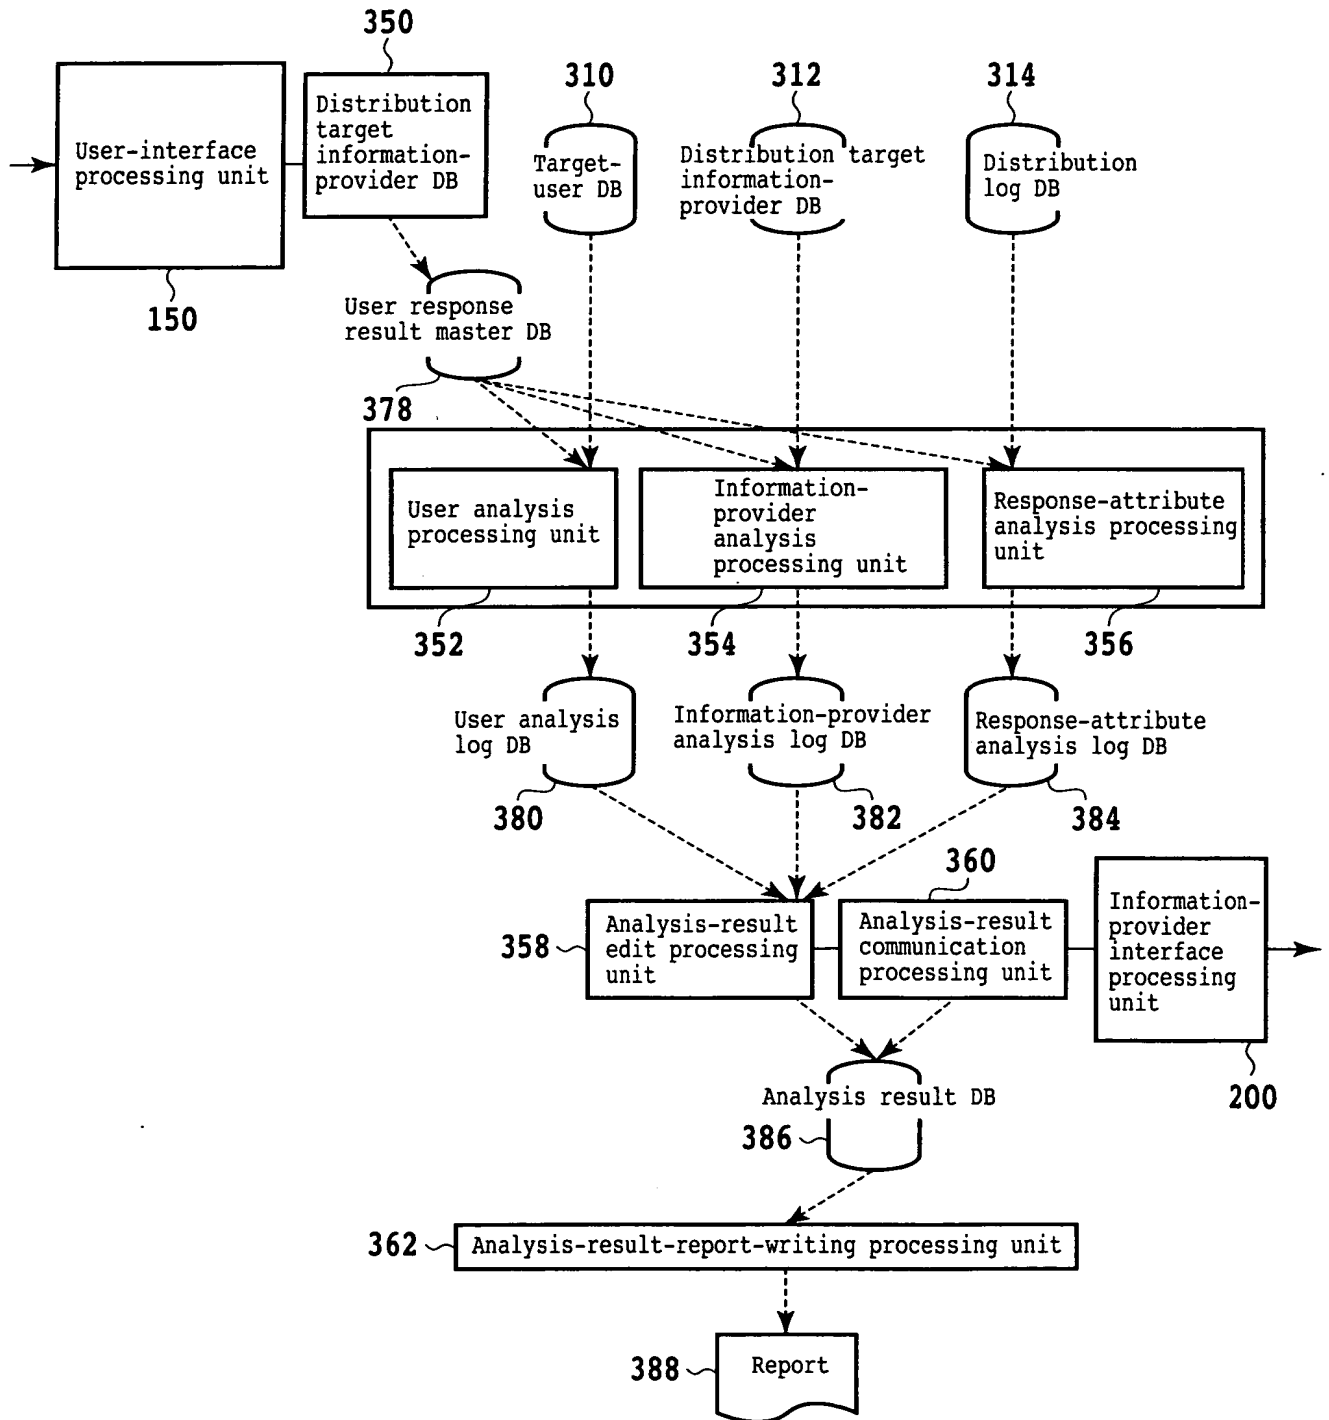 350
310
312
314
User-interface
processing unit
Distribution
target
information-
provider DB
Target-
user DB
Distribution target
information-
provider DB
Distribution
log DB
150
User response
result master DB
378
User analysis
processing unit
Information-
provider
analysis
processing unit
Response-attribute
analysis processing
unit
352
354
356
User analysis
log DB
Information-provider
analysis log DB
Response-attribute
analysis log DB
380
382
384
360
358
Analysis-result
edit processing
unit
Analysis-result
communication
processing unit
Information-
provider
interface
processing
unit
200
Analysis result DB
386
362
Analysis-result-report-writing processing unit
388
Report